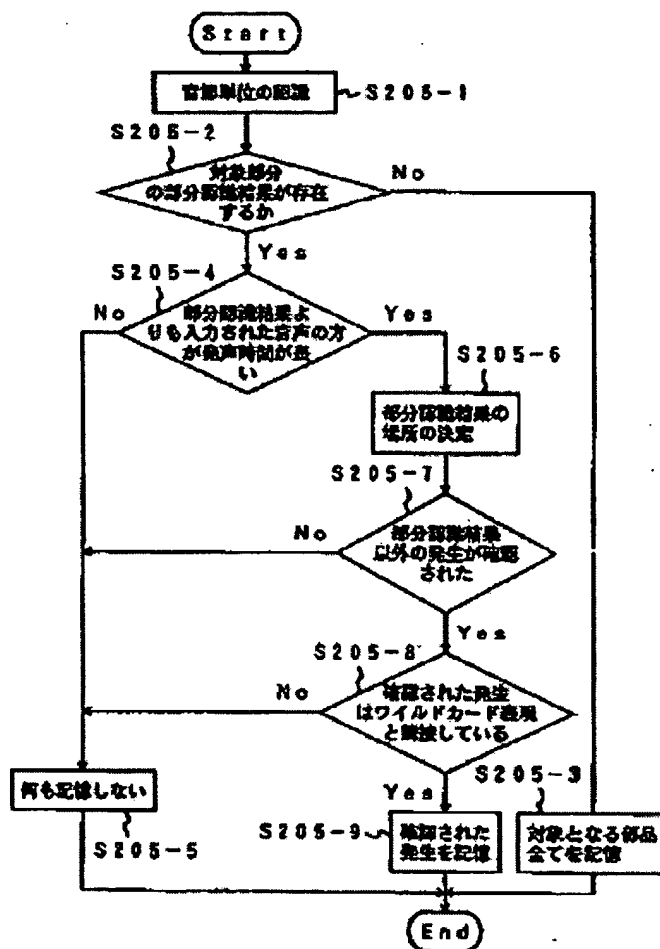 Start
音節単位の認識
S205-1
S205-2
対象部分
の部分認識結果が存在
するか
No
Yes
S205-4
部分認識結果よ
りも入力された音声の方
が発声時間が長
い
No
Yes
S205-6
部分認識結果の
場所の決定
S205-7
部分認識結果
以外の発生が確認
された
No
Yes
S205-8
確認された発生
はワイルドカード表現
と隣接している
No
Yes
S205-3
何も記憶しない
S205-5
S205-9
確認された
発生を記憶
対象となる部品
全てを記憶
End